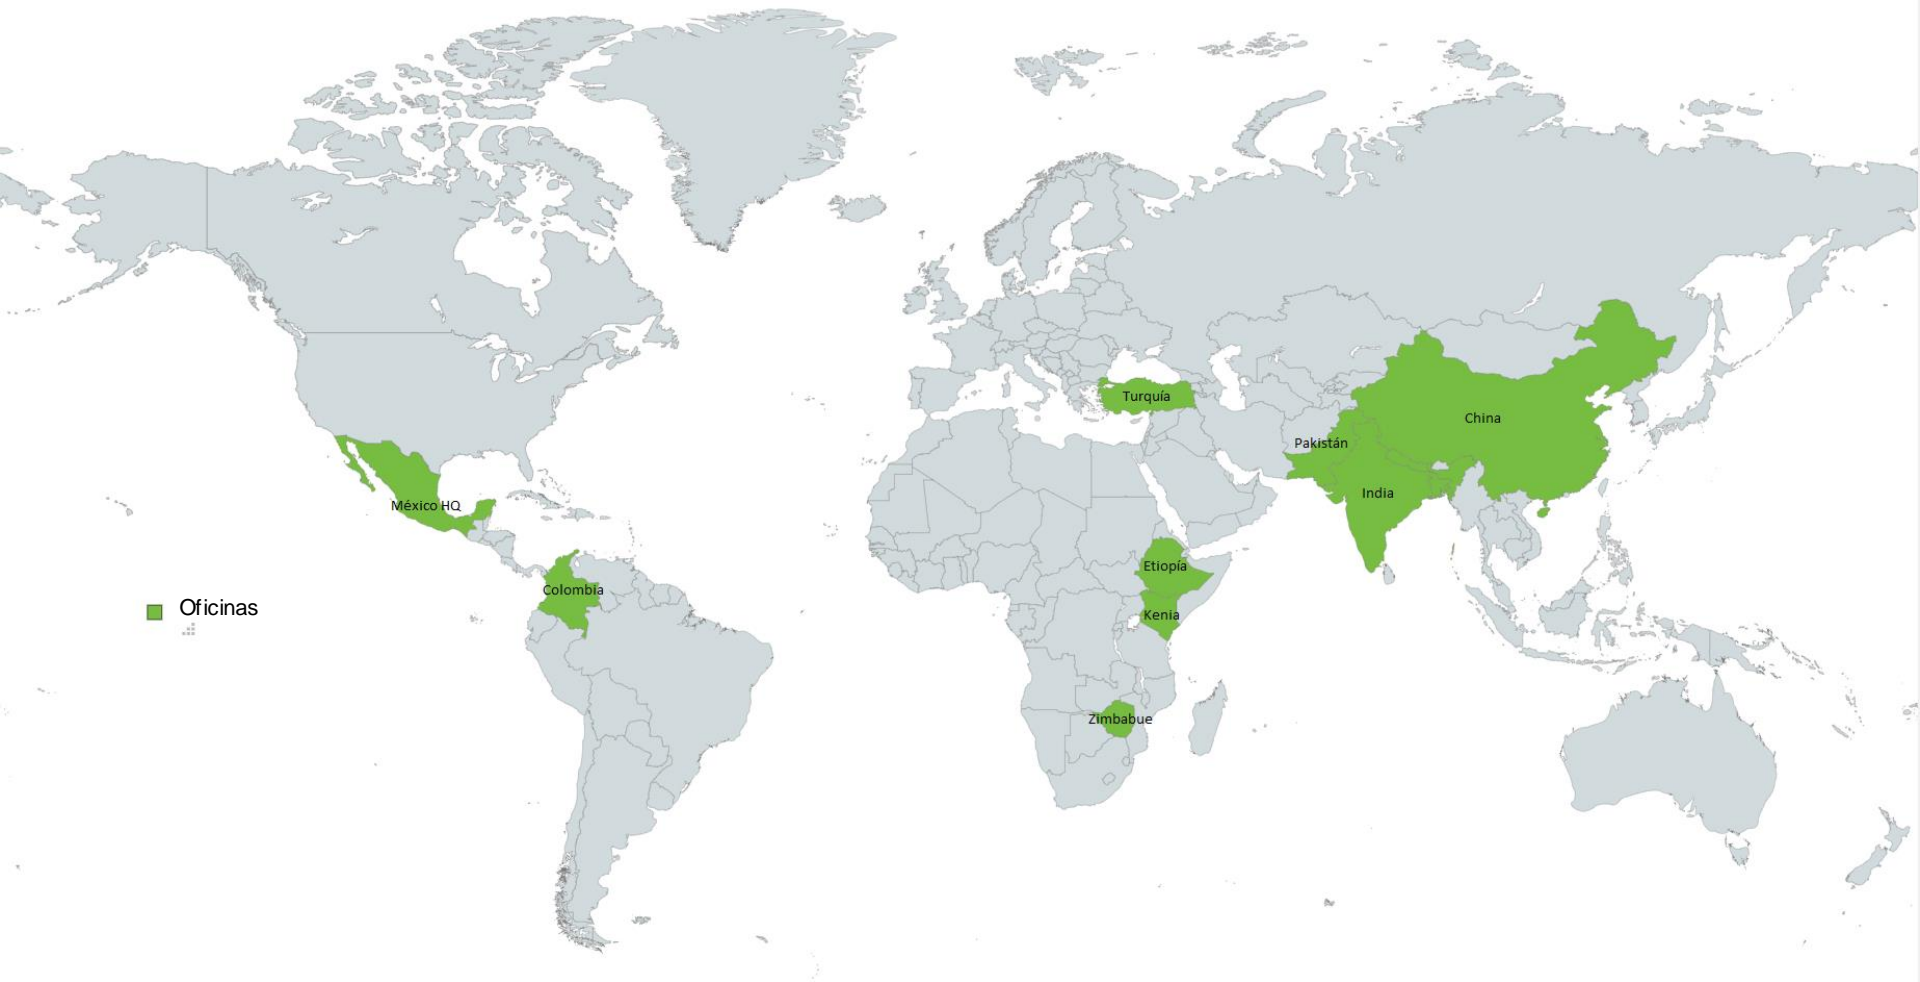 Turquía
China
Pakistán
India
México HQ
Etiopía
Colombia
Oficinas
Kenia
Zimbabue